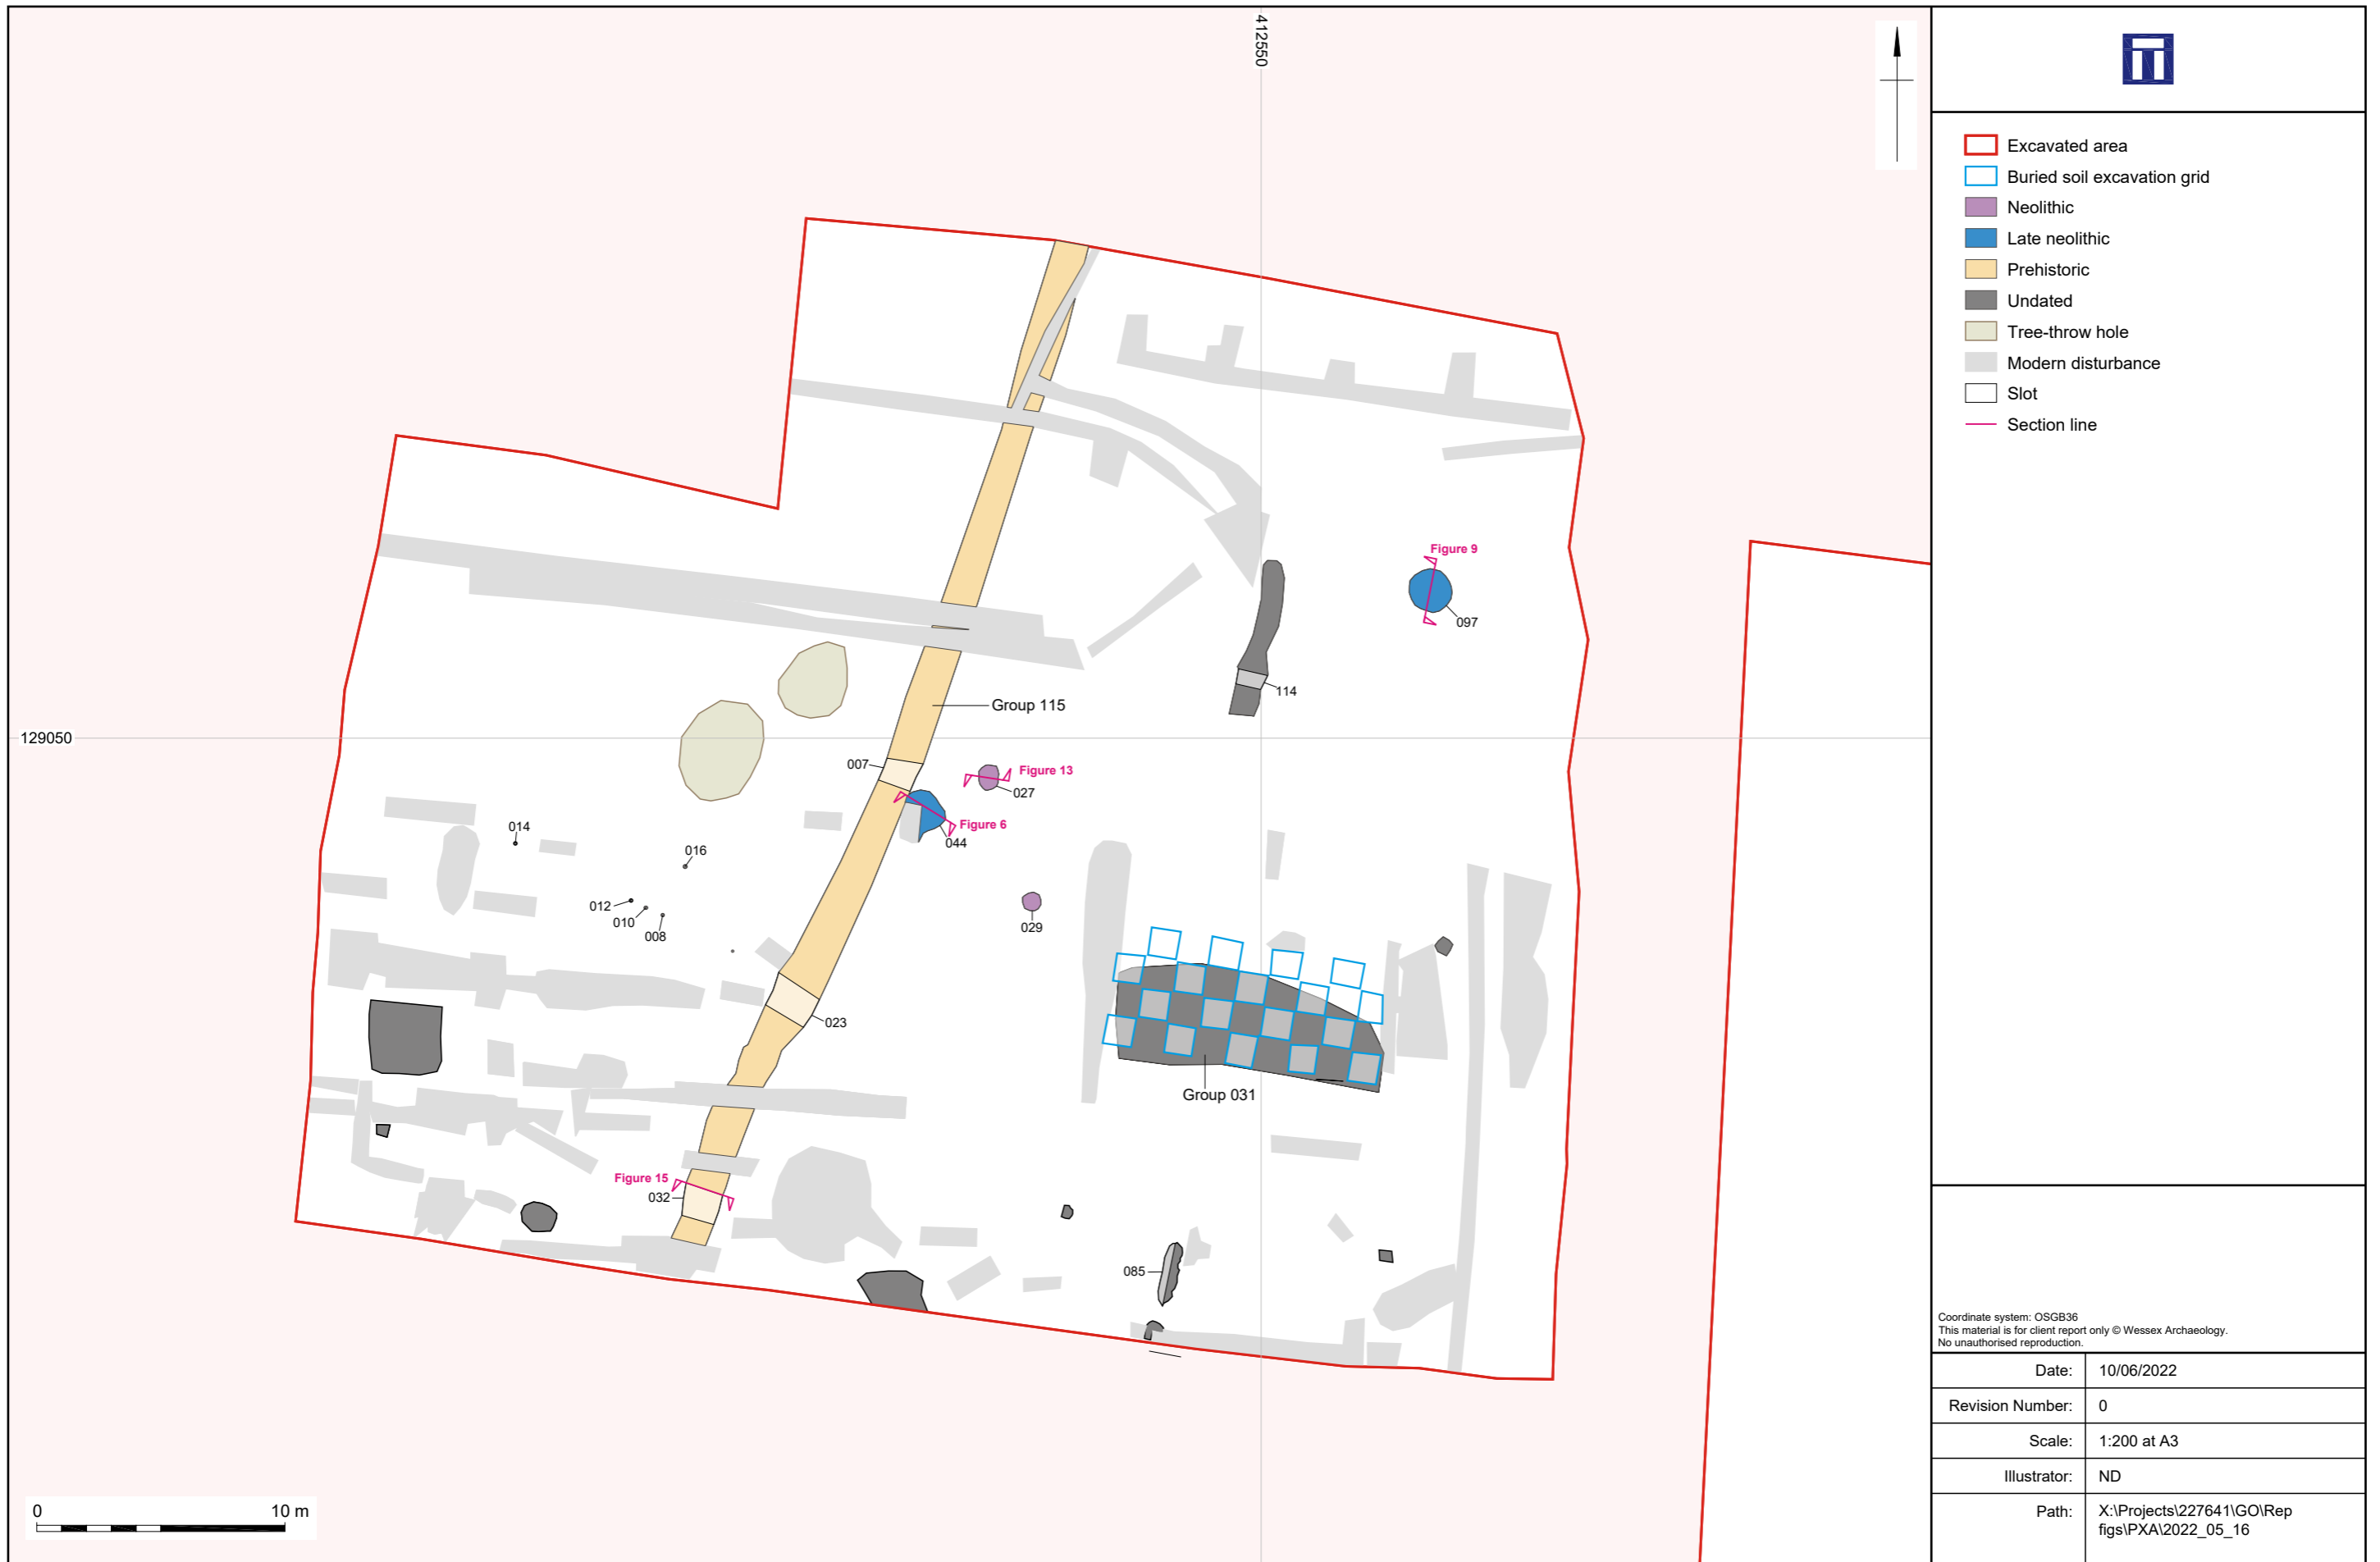 412550
Excavated area
Buried soil excavation grid
Neolithic
Late neolithic
Prehistoric
Undated
Tree-throw hole
Modern disturbance
Slot
Section line
Figure 9
097
114
Group 115
129050
007
Figure 13
027
Figure 6
044
014
016
012
010
008
029
023
Group 031
Figure 15
032
085
0 10 m
Coordinate system: OSGB36
This material is for client report only © Wessex Archaeology.
No unauthorised reproduction.
Date: 10/06/2022
Revision Number: 0
Scale: 1:200 at A3
Illustrator: ND
Path: X:\Projects\227641\GO\Rep
figs\PXA\2022_05_16